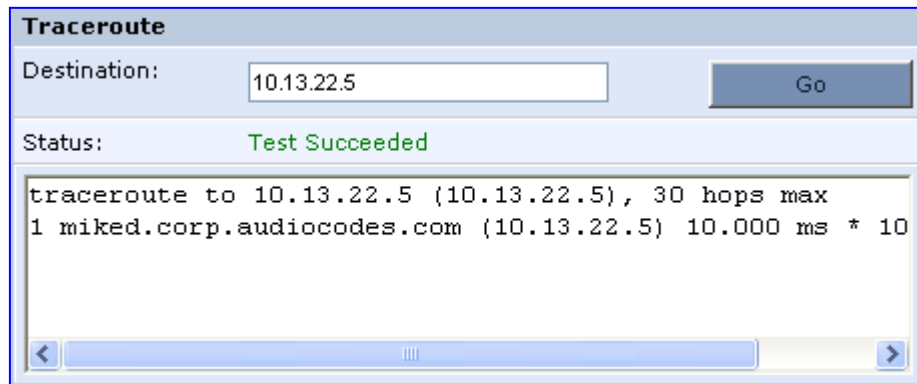 Traceroute
Destination:
10.13.22.5
Go
Status:
Test Succeeded
traceroute to 10.13.22.5 (10.13.22.5), 30 hops max
1 miked.corp.audiocodes.com (10.13.22.5) 10.000 ms * 10